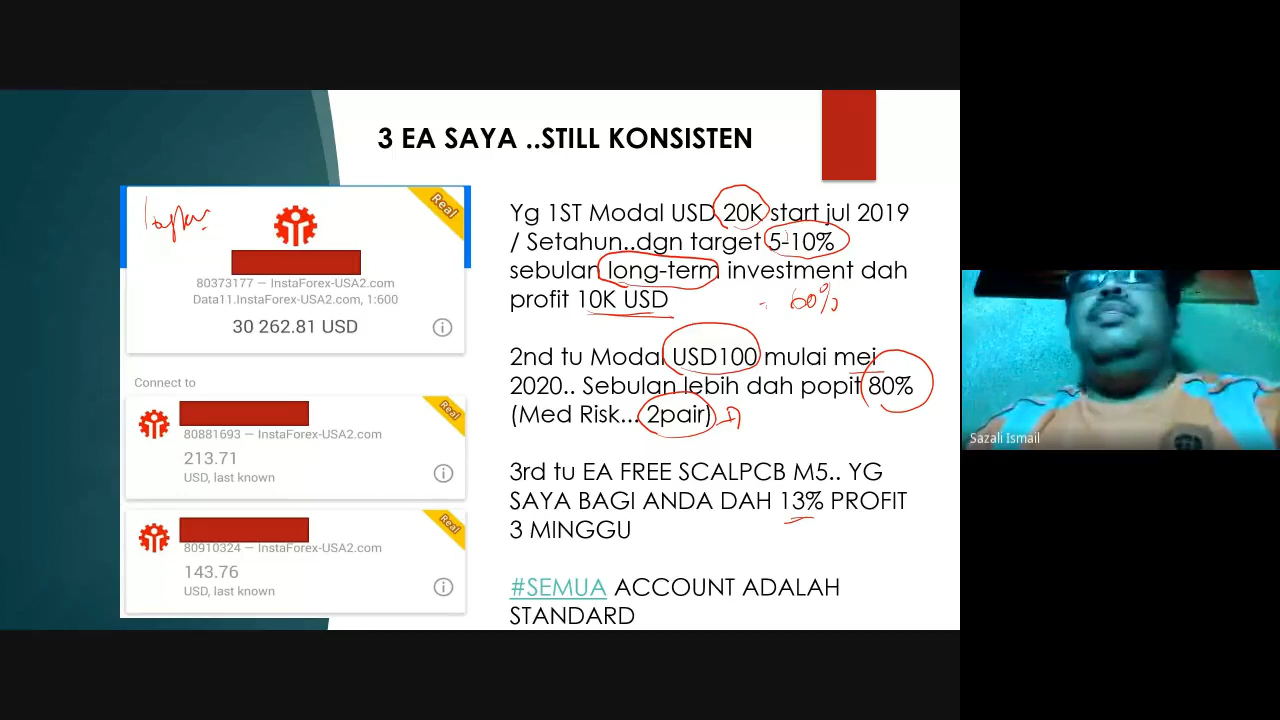 3 EA SAYA ..STILL KONSISTEN
Real
80373177 — InstaForex-USA2.com
Data11.InstaForex-USA2.com, 1:600
30 262.81 USD
Connect to
Real
80881693 — InstaForex-USA2.com
213.71
USD, last known
Real
80910324 — InstaForex-USA2.com
143.76
USD, last known
Yg 1ST Modal USD 20K start jul 2019
/ Setahun..dgn target 5-10%
sebulan long-term investment dah
profit 10K USD
60%
2nd tu Modal USD100 mulai mei
2020.. Sebulan lebih dah popit 80%
(Med Risk... 2pair)
3rd tu EA FREE SCALPCB M5.. YG
SAYA BAGI ANDA DAH 13% PROFIT
3 MINGGU
#SEMUA ACCOUNT ADALAH
STANDARD
Sazali Ismail